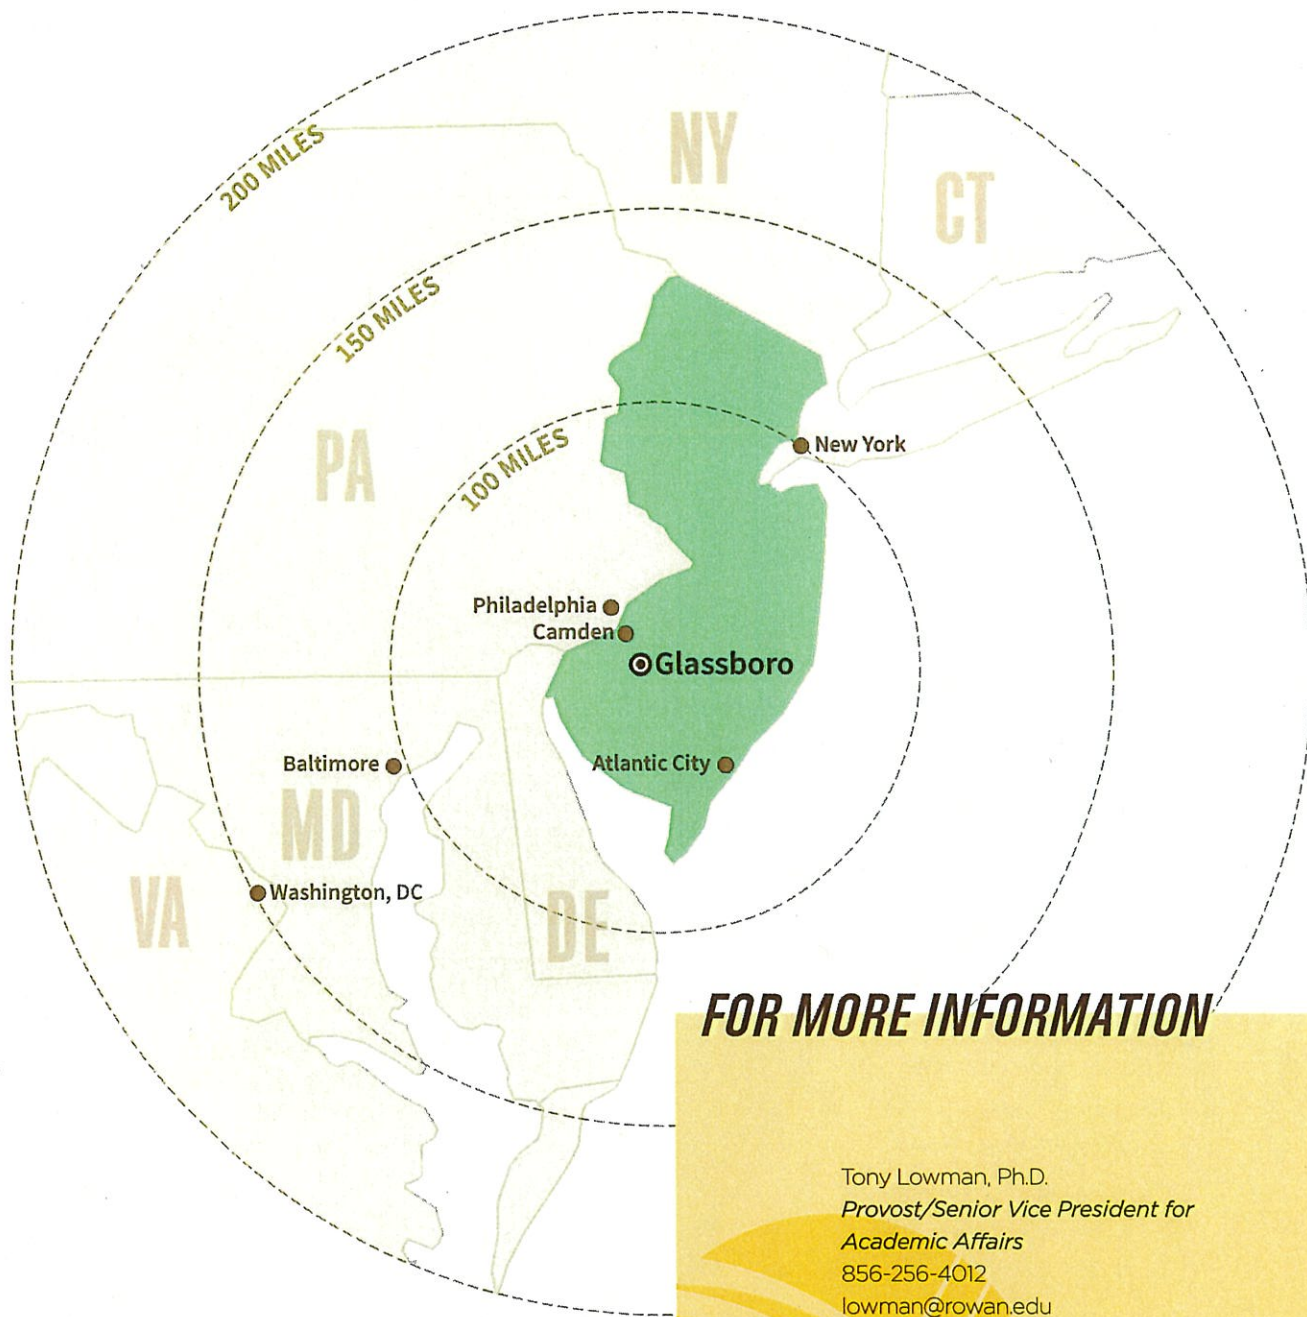 NY
CT
200 MILES
150 MILES
PA
100 MILES
New York
Philadelphia
Camden
Glassboro
Baltimore
Atlantic City
MD
VA
Washington, DC
DE
FOR MORE INFORMATION
Tony Lowman, Ph.D.
Provost/Senior Vice President for
Academic Affairs
856-256-4012
lowman@rowan.edu